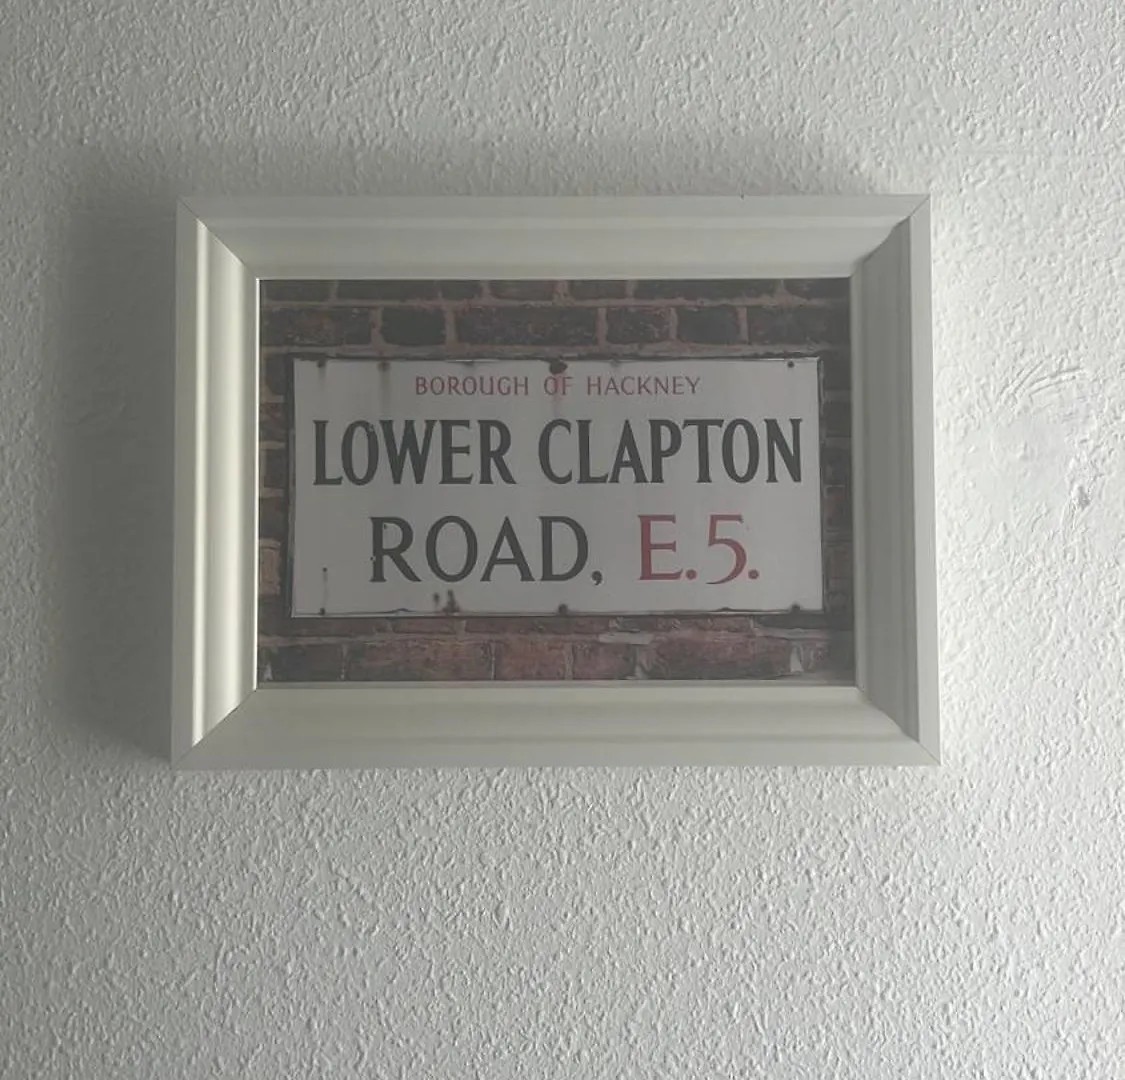 BOROUGH OF HACKNEY
LOWER CLAPTON
ROAD, E.5.